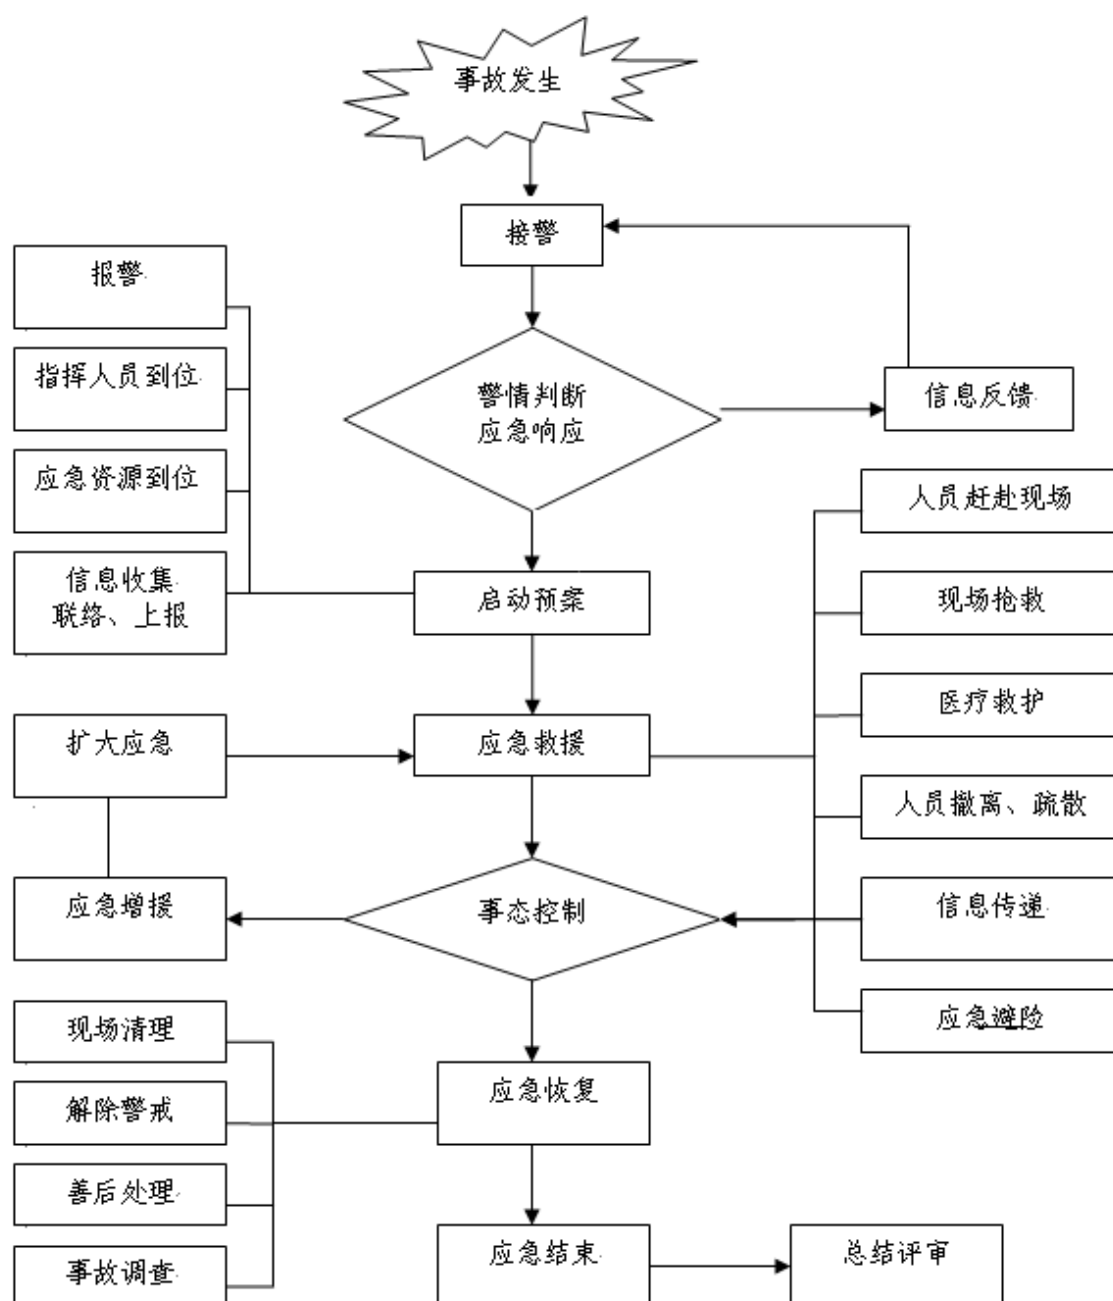 事故发生
接警
报警
指挥人员到位
应急资源到位
信息收集
联络、上报
警情判断
应急响应
信息反馈
启动预案
人员赶赴现场
现场抢救
医疗救护
人员撤离、疏散
信息传递
应急避险
扩大应急
应急救援
应急增援
事态控制
现场清理
解除警戒
善后处理
事故调查
应急恢复
应急结束
总结评审